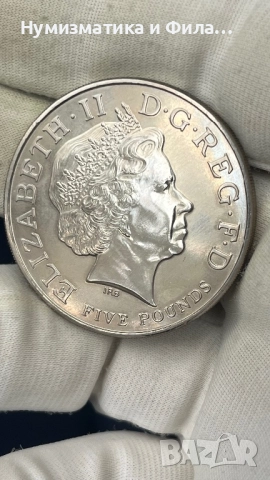 Нумизматика и Фила...
ELIZABETH · II D · G · REG · F · D
IRB
FIVE POUNDS
BAZAR